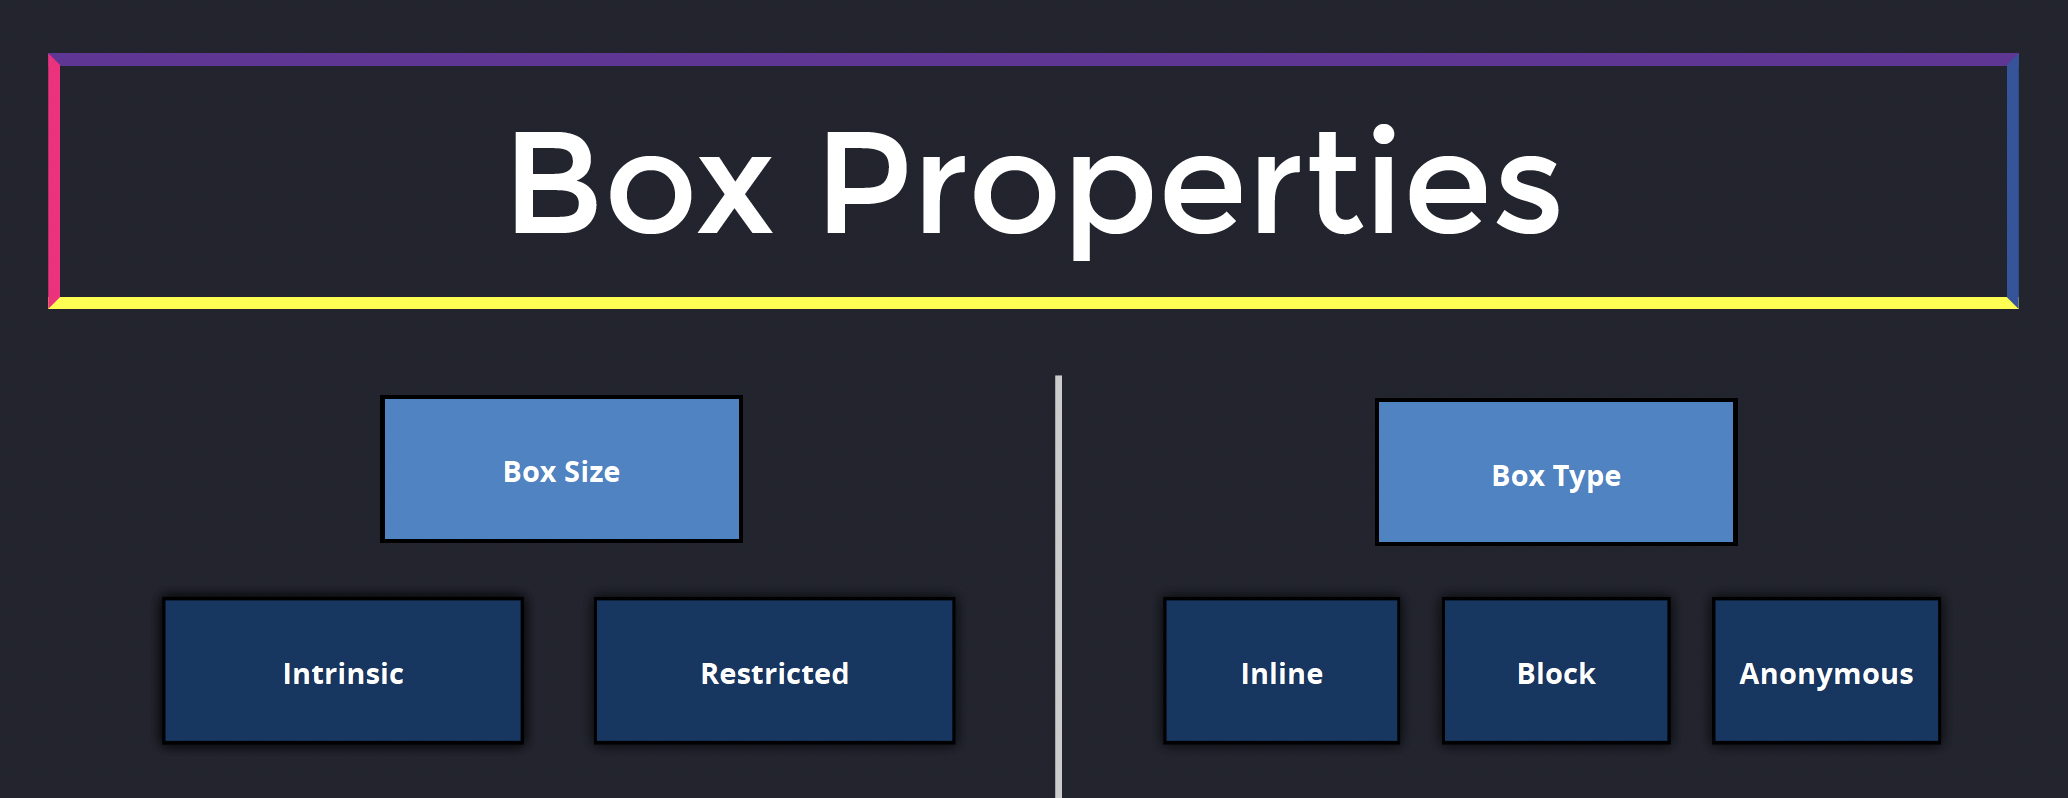 Box Properties
Box Size
Box Type
Intrinsic
Restricted
Inline
Block
Anonymous